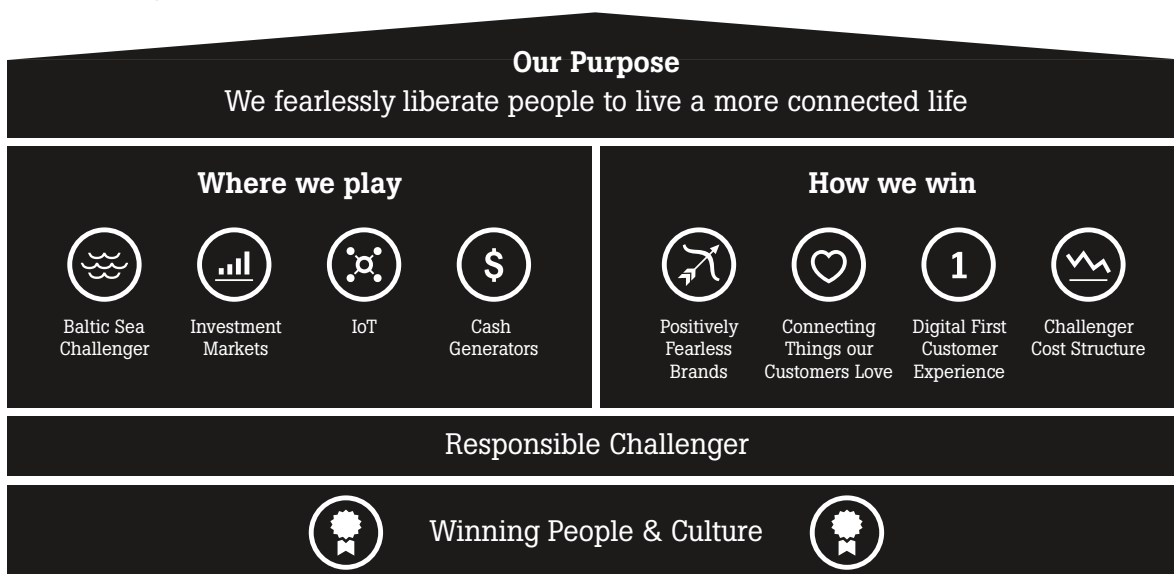 Our Purpose
We fearlessly liberate people to live a more connected life
Where we play
Baltic Sea
Challenger
Investment
Markets
IoT
$
Cash
Generators
How we win
Positively
Fearless
Brands
Connecting
Things our
Customers Love
1
Digital First
Customer
Experience
Challenger
Cost Structure
Responsible Challenger
Winning People & Culture